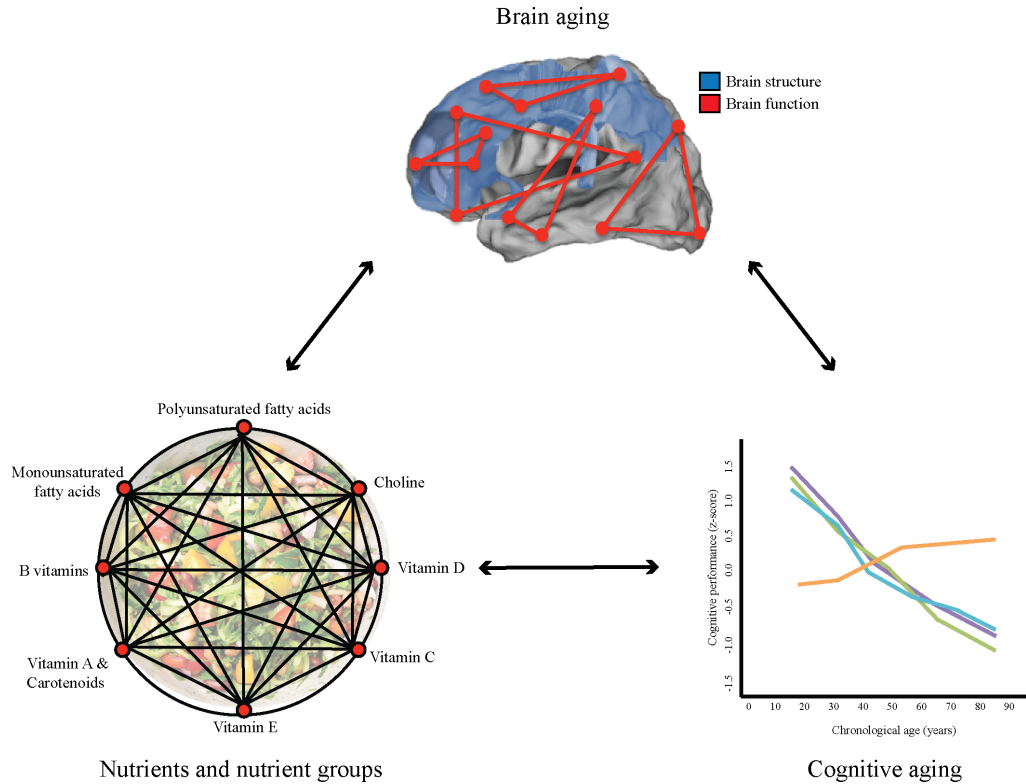 Brain aging
Brain structure
Brain function
Polyunsaturated fatty acids
Monounsaturated
fatty acids
Choline
B vitamins
Vitamin D
Vitamin A &
Carotenoids
Vitamin C
Vitamin E
Nutrients and nutrient groups
Cognitive performance (z-score)
1.5
1.0
0.5
0.0
-0.5
-1.0
-1.5
0 10 20 30 40 50 60 70 80 90
Chronological age (years)
Cognitive aging